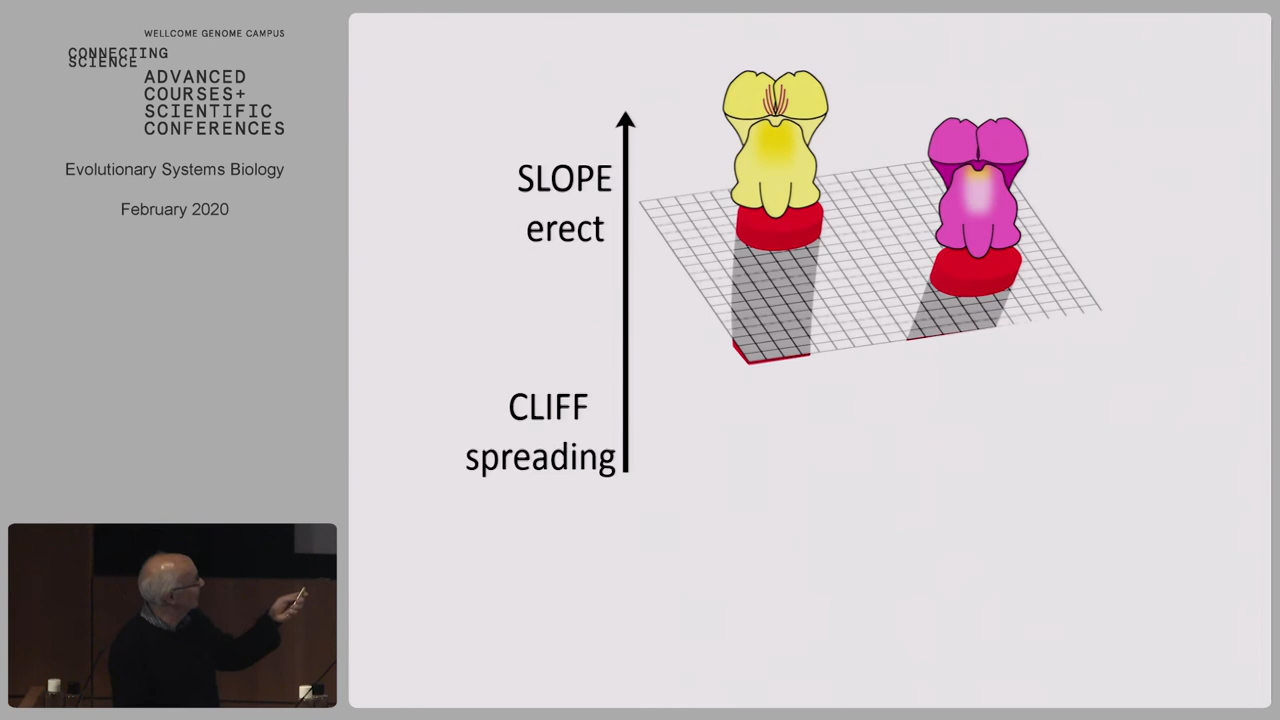 WELLCOME GENOME CAMPUS
CONNECTING
SCIENCE
ADVANCED
COURSES+
SCIENTIFIC
CONFERENCES
Evolutionary Systems Biology
February 2020
SLOPE
erect
CLIFF
spreading